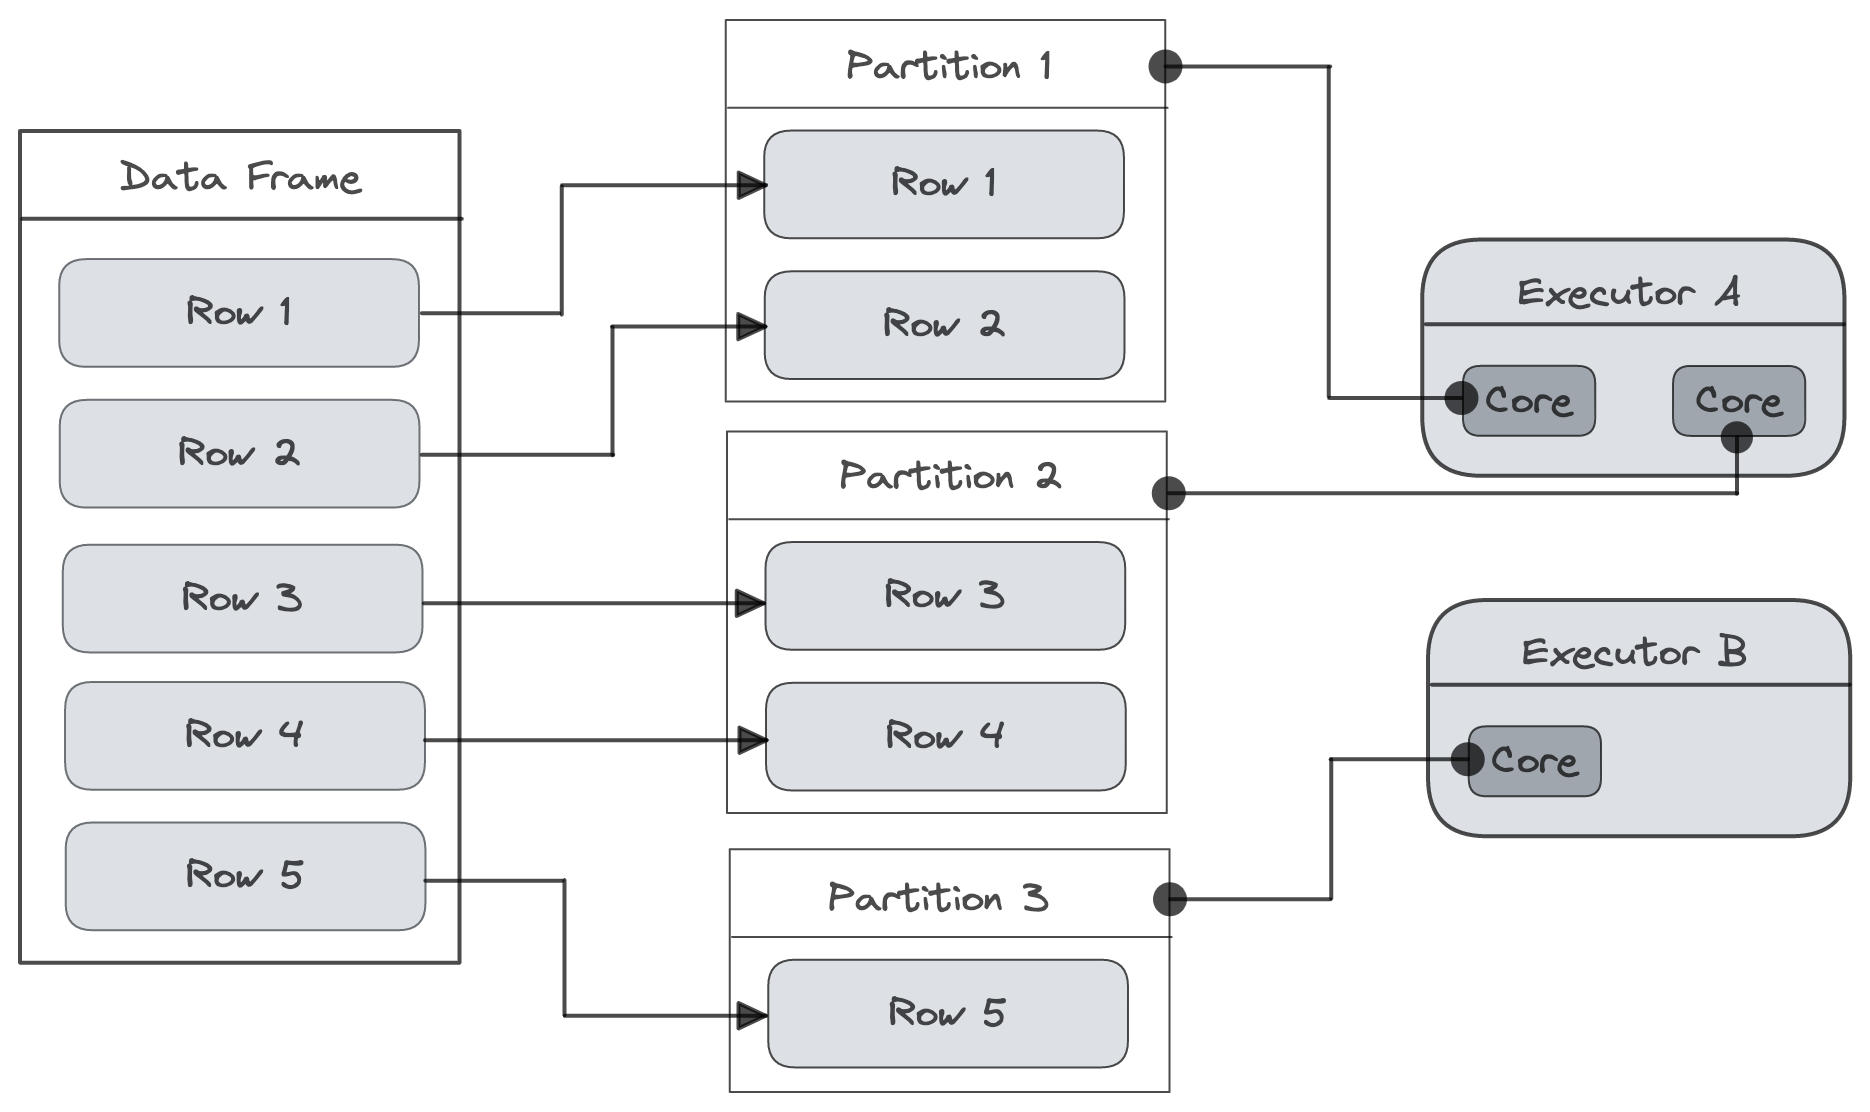 Data Frame
Row 1
Row 2
Row 3
Row 4
Row 5
Partition 1
Row 1
Row 2
Partition 2
Row 3
Row 4
Partition 3
Row 5
Executor A
Core Core
Executor B
Core